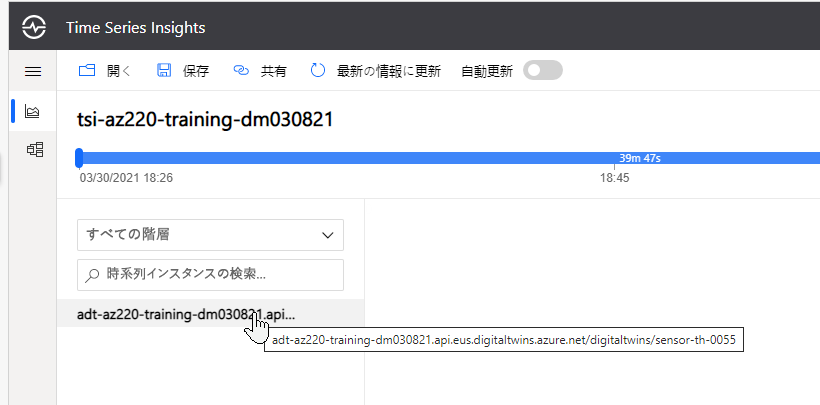 Time Series Insights
開く 保存 共有 最新の情報に更新 自動更新
tsi-az220-training-dm030821
39m 47s
03/30/2021 18:26 18:45
すべての階層
時系列インスタンスの検索...
adt-az220-training-dm030821.api...
adt-az220-training-dm030821.api.eus.digitaltwins.azure.net/digitaltwins/sensor-th-0055